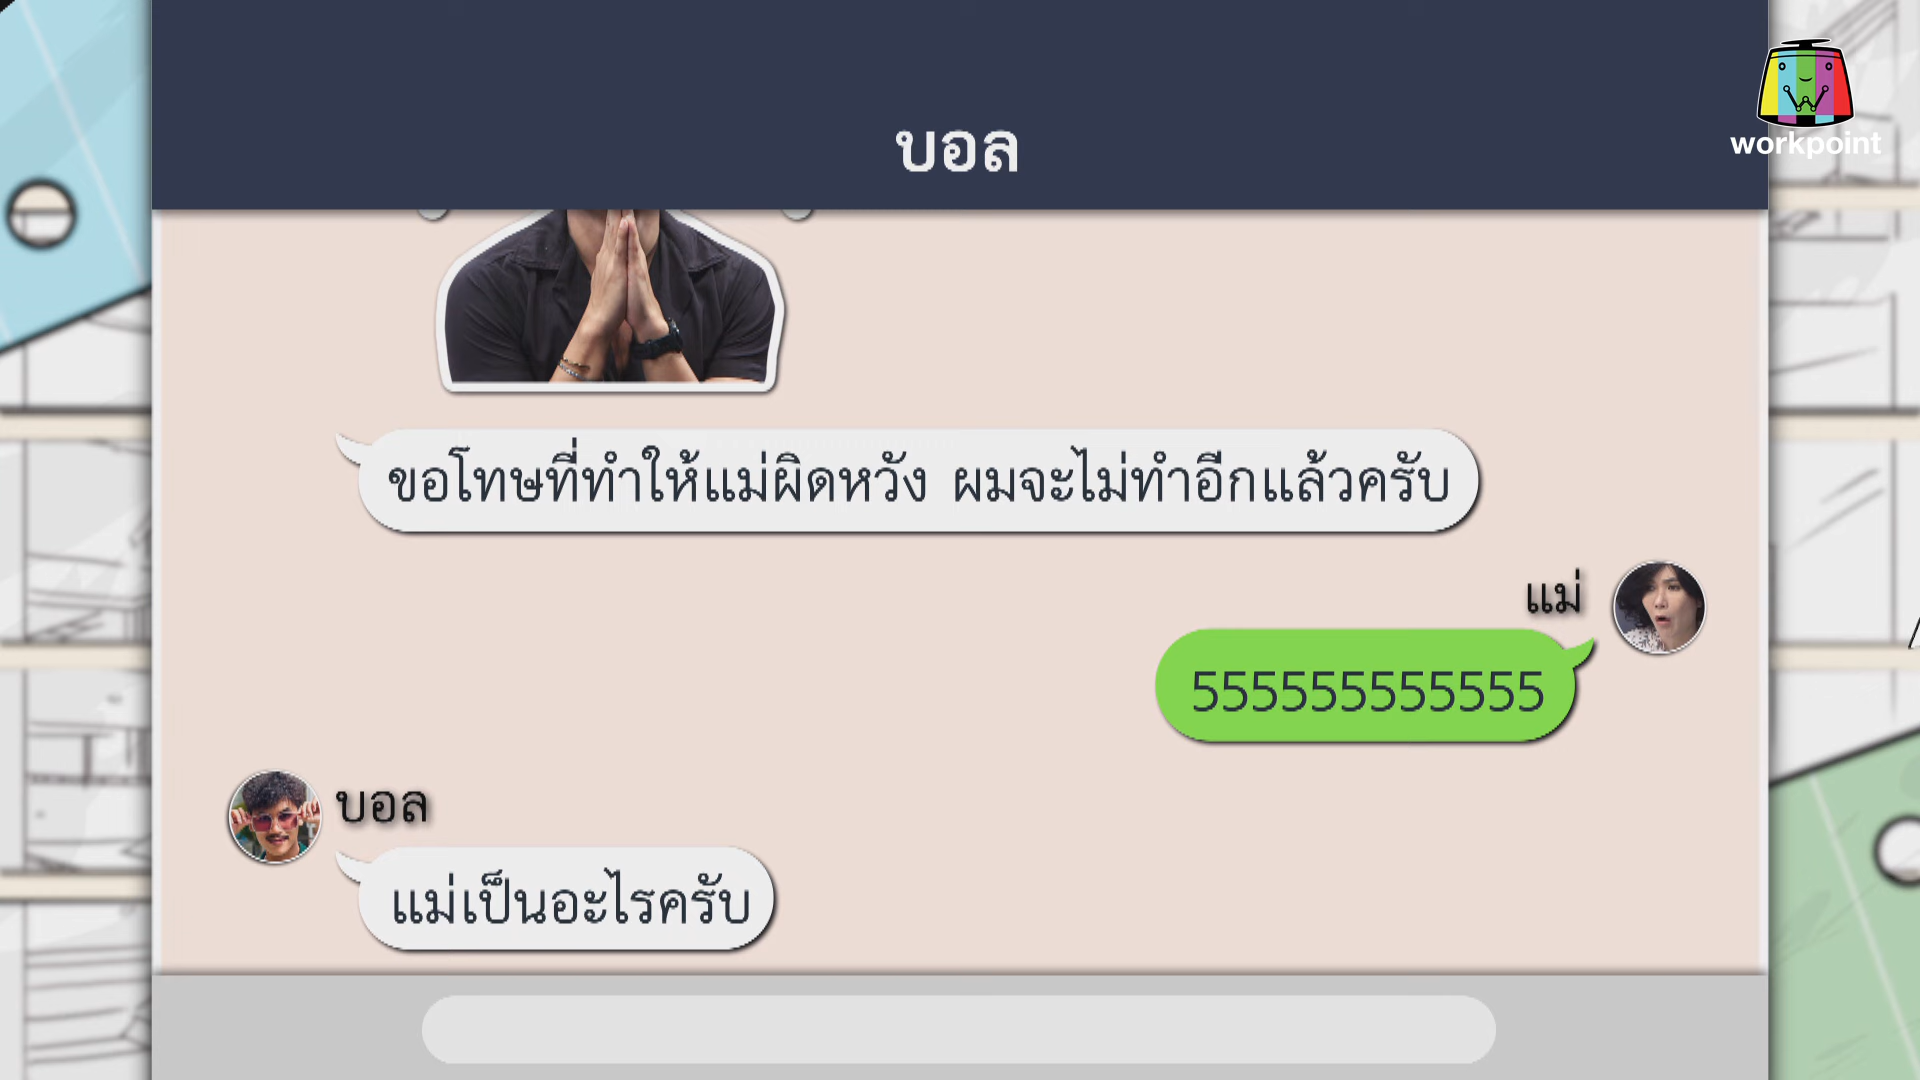 workpoint
บอล
ขอโทษที่ทำให้แม่ผิดหวัง ผมจะไม่ทำอีกแล้วครับ
แม่
555555555555
บอล
แม่เป็นอะไรครับ